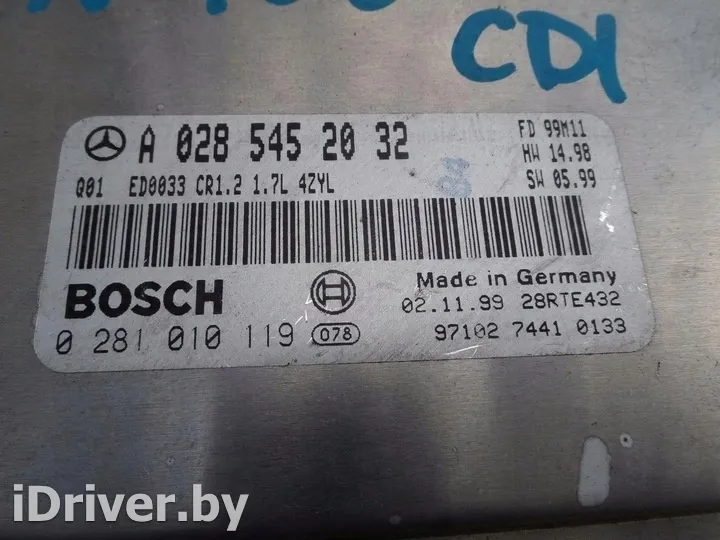 CDI
A 028 545 20 32
FD 99M11
HW 14.98
Q01 ED0033 CR1.2 1.7L 4ZYL
SW 05.99
BOSCH
Made in Germany
02.11.99 28RTE432
0 281 010 119 078
97102 7441 0133
iDriver.by